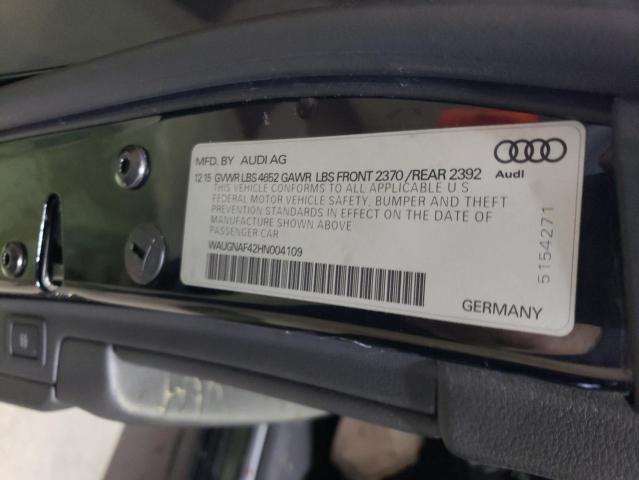 MFD. BY AUDI AG
12 15 GVWR LBS 4652 GAWR LBS FRONT 2370 /REAR 2392
THIS VEHICLE CONFORMS TO ALL APPLICABLE U.S.
FEDERAL MOTOR VEHICLE SAFETY, BUMPER AND THEFT
PREVENTION STANDARDS IN EFFECT ON THE DATE OF
MANUFACTURE SHOWN ABOVE
PASSENGER CAR
WAUGNAF42HN004109
Audi
5154271
GERMANY